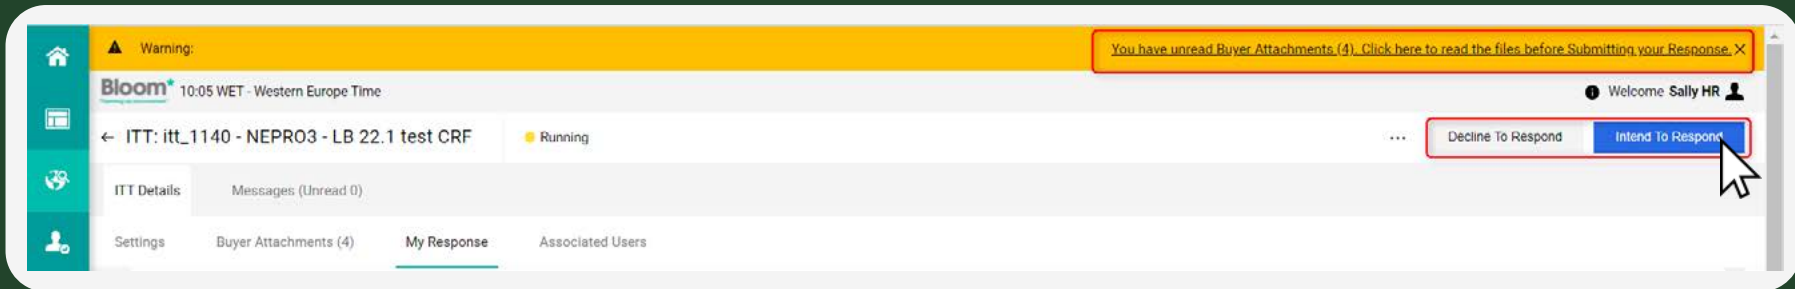 Warning:
You have unread Buyer Attachments (4). Click here to read the files before Submitting your Response.
Bloom
10:05 WET - Western Europe Time
Welcome Sally HR
ITT: itt_1140 - NEPRO3 - LB 22.1 test CRF
Running
...
Decline To Respond
Intend To Respond
ITT Details
Messages (Unread 0)
Settings
Buyer Attachments (4)
My Response
Associated Users